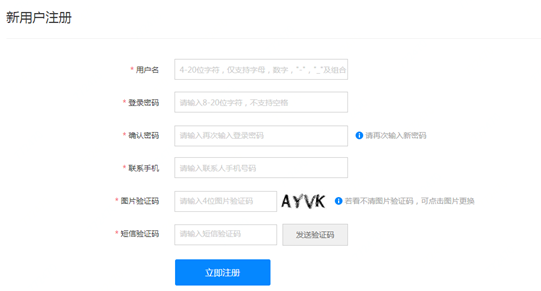 新用户注册
* 用户名 4-20位字符，仅支持字母，数字，"-"，"_"及组合
* 登录密码 请输入8-20位字符，不支持空格
* 确认密码 请输入再次输入登录密码 请再次输入新密码
* 联系手机 请输入联系人手机号码
* 图片验证码 请输入4位图片验证码 AYVK 若看不清图片验证码，可点击图片更换
* 短信验证码 请输入短信验证码 发送验证码
立即注册